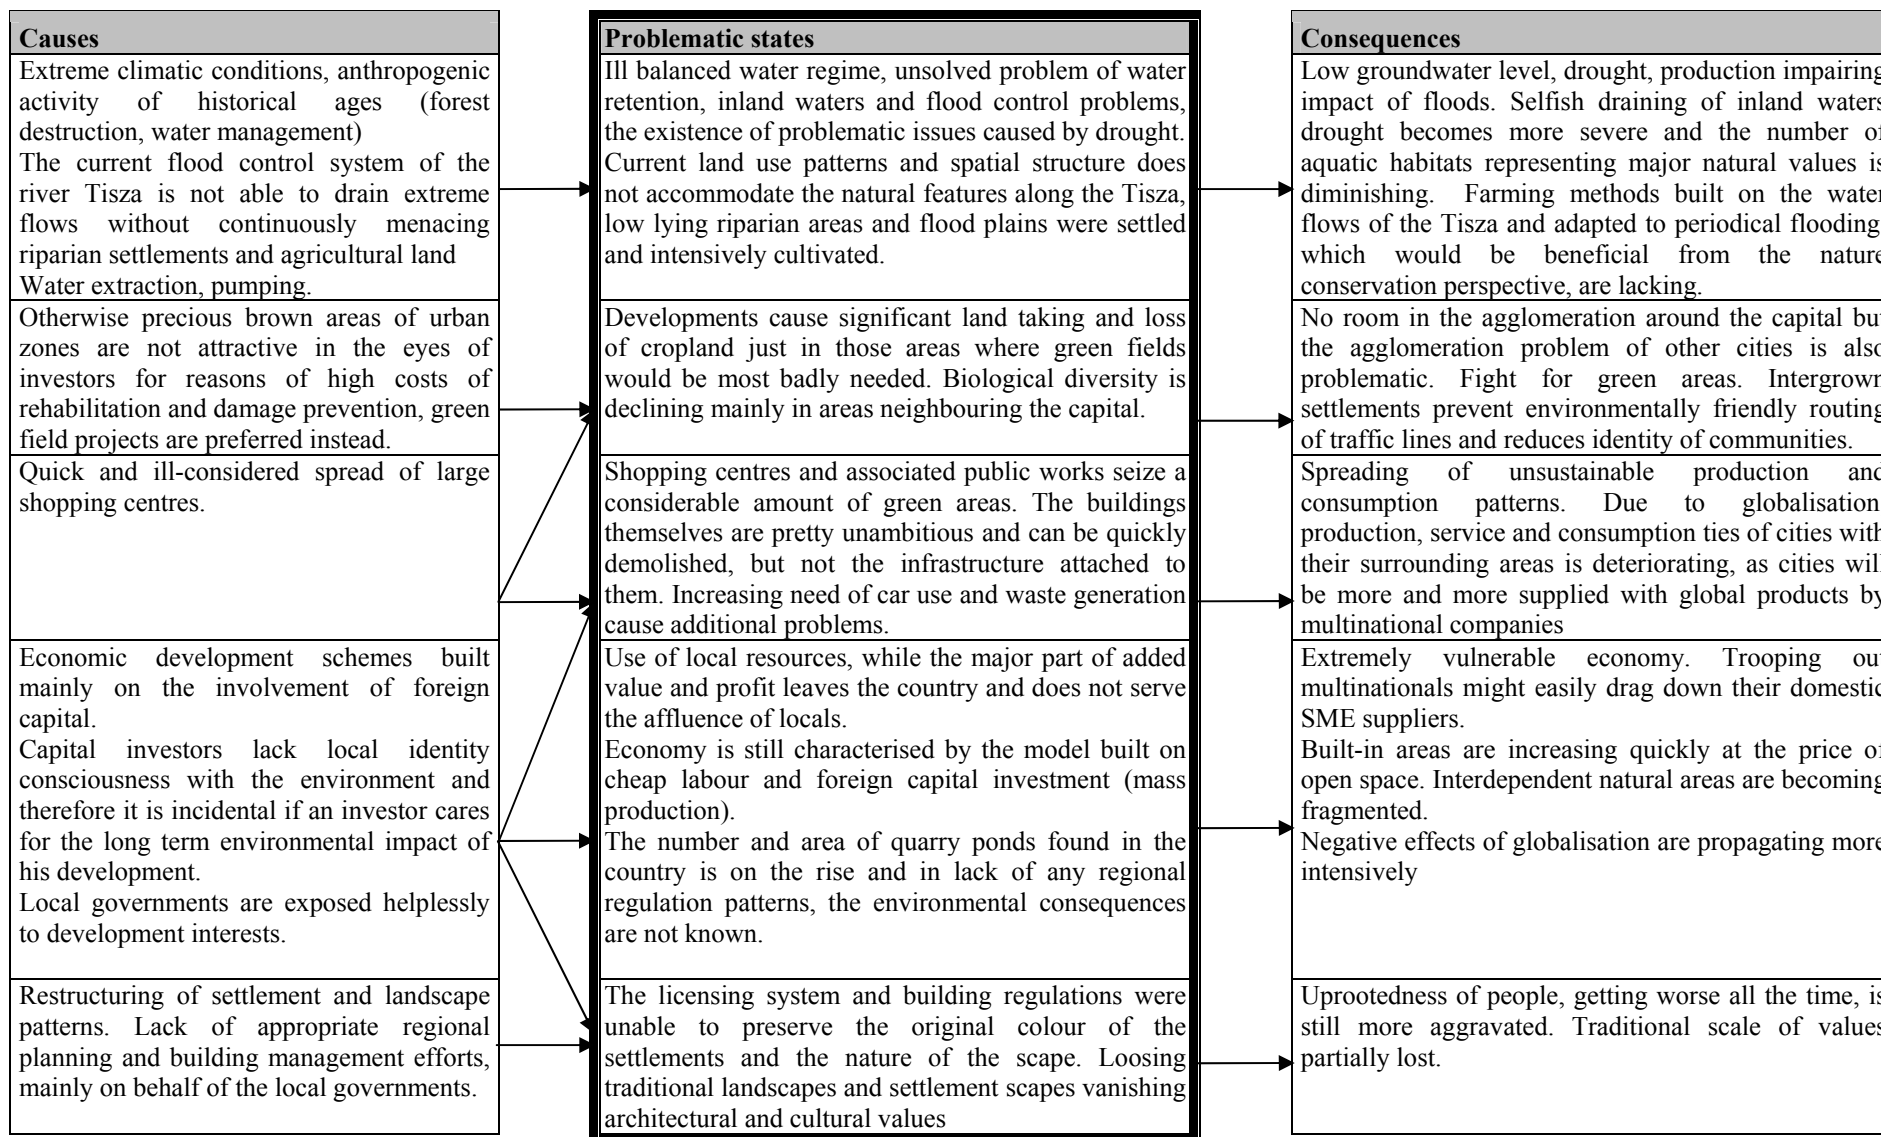 Causes
Extreme climatic conditions, anthropogenic
activity of historical ages (forest
destruction, water management)
The current flood control system of the
river Tisza is not able to drain extreme
flows without continuously menacing
riparian settlements and agricultural land
Water extraction, pumping.
Otherwise precious brown areas of urban
zones are not attractive in the eyes of
investors for reasons of high costs of
rehabilitation and damage prevention, green
field projects are preferred instead.
Quick and ill-considered spread of large
shopping centres.
Economic development schemes built
mainly on the involvement of foreign
capital.
Capital investors lack local identity
consciousness with the environment and
therefore it is incidental if an investor cares
for the long term environmental impact of
his development.
Local governments are exposed helplessly
to development interests.
Restructuring of settlement and landscape
patterns. Lack of appropriate regional
planning and building management efforts,
mainly on behalf of the local governments.
Problematic states
Ill balanced water regime, unsolved problem of water
retention, inland waters and flood control problems,
the existence of problematic issues caused by drought.
Current land use patterns and spatial structure does
not accommodate the natural features along the Tisza,
low lying riparian areas and flood plains were settled
and intensively cultivated.
Developments cause significant land taking and loss
of cropland just in those areas where green fields
would be most badly needed. Biological diversity is
declining mainly in areas neighbouring the capital.
Shopping centres and associated public works seize a
considerable amount of green areas. The buildings
themselves are pretty unambitious and can be quickly
demolished, but not the infrastructure attached to
them. Increasing need of car use and waste generation
cause additional problems.
Use of local resources, while the major part of added
value and profit leaves the country and does not serve
the affluence of locals.
Economy is still characterised by the model built on
cheap labour and foreign capital investment (mass
production).
The number and area of quarry ponds found in the
country is on the rise and in lack of any regional
regulation patterns, the environmental consequences
are not known.
The licensing system and building regulations were
unable to preserve the original colour of the
settlements and the nature of the scape. Loosing
traditional landscapes and settlement scapes vanishing
architectural and cultural values
Consequences
Low groundwater level, drought, production impairing
impact of floods. Selfish draining of inland waters
drought becomes more severe and the number of
aquatic habitats representing major natural values is
diminishing. Farming methods built on the water
flows of the Tisza and adapted to periodical flooding
which would be beneficial from the nature
conservation perspective, are lacking.
No room in the agglomeration around the capital but
the agglomeration problem of other cities is also
problematic. Fight for green areas. Intergrown
settlements prevent environmentally friendly routing
of traffic lines and reduces identity of communities.
Spreading of unsustainable production and
consumption patterns. Due to globalisation
production, service and consumption ties of cities with
their surrounding areas is deteriorating, as cities will
be more and more supplied with global products by
multinational companies
Extremely vulnerable economy. Trooping out
multinationals might easily drag down their domestic
SME suppliers.
Built-in areas are increasing quickly at the price of
open space. Interdependent natural areas are becoming
fragmented.
Negative effects of globalisation are propagating more
intensively
Uprootedness of people, getting worse all the time, is
still more aggravated. Traditional scale of values
partially lost.